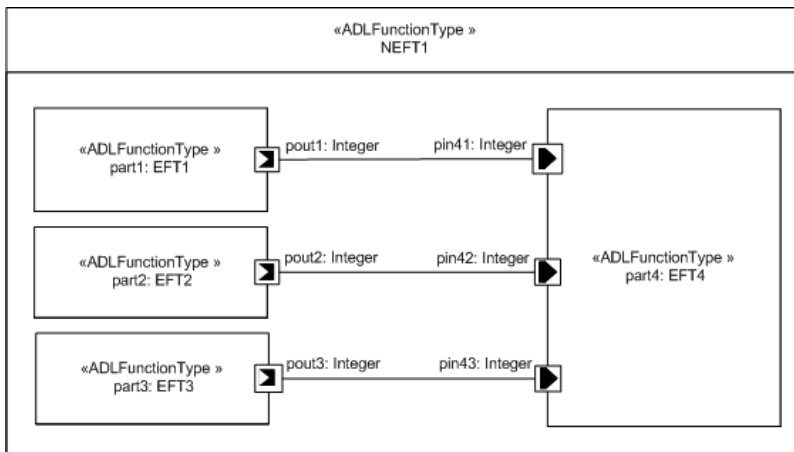 «ADLFunctionType »
NEFT1
«ADLFunctionType »
part1: EFT1
pout1: Integer
pin41: Integer
«ADLFunctionType »
part2: EFT2
pout2: Integer
pin42: Integer
«ADLFunctionType »
part4: EFT4
«ADLFunctionType »
part3: EFT3
pout3: Integer
pin43: Integer